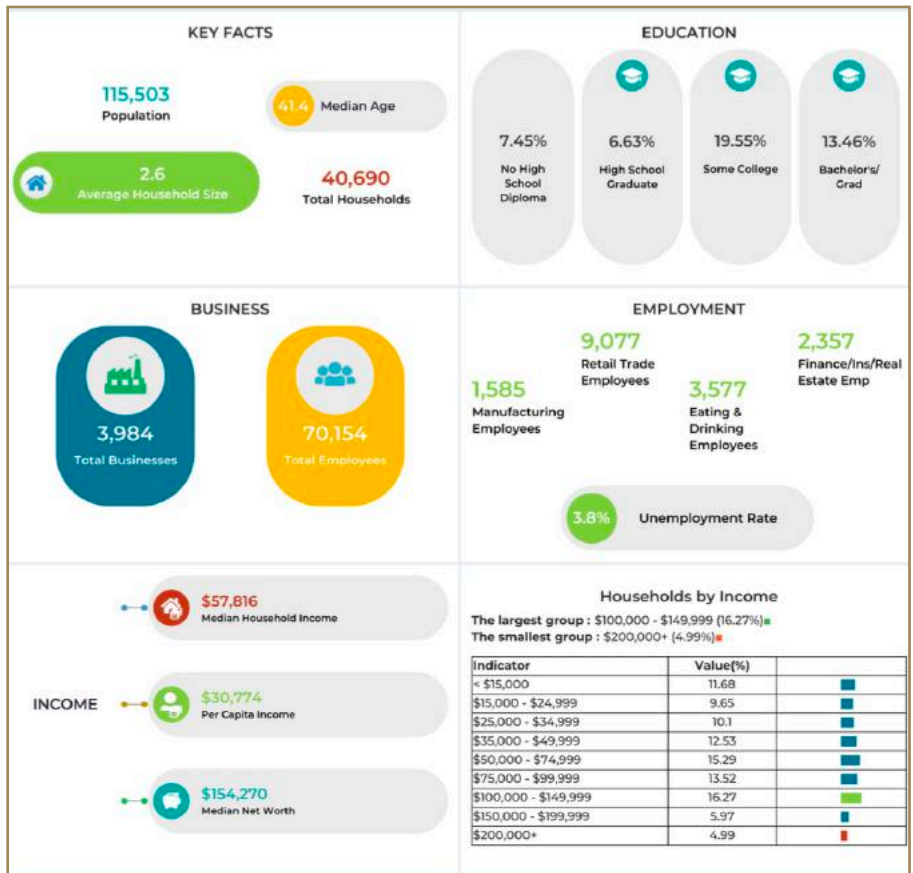 KEY FACTS
115,503
Population
41.4 Median Age
2.6
Average Household Size
40,690
Total Households
EDUCATION
7.45%
No High
School
Diploma
6.63%
High School
Graduate
19.55%
Some College
13.46%
Bachelor's/
Grad
BUSINESS
3,984
Total Businesses
70,154
Total Employees
EMPLOYMENT
1,585
Manufacturing
Employees
9,077
Retail Trade
Employees
3,577
Eating &
Drinking
Employees
2,357
Finance/Ins/Real
Estate Emp
3.8% Unemployment Rate
INCOME
$57,816
Median Household Income
$30,774
Per Capita Income
$154,270
Median Net Worth
Households by Income
The largest group : $100,000 - $149,999 (16.27%)
The smallest group : $200,000+ (4.99%)
Indicator Value(%)
< $15,000 11.68
$15,000 - $24,999 9.65
$25,000 - $34,999 10.1
$35,000 - $49,999 12.53
$50,000 - $74,999 15.29
$75,000 - $99,999 13.52
$100,000 - $149,999 16.27
$150,000 - $199,999 5.97
$200,000+ 4.99